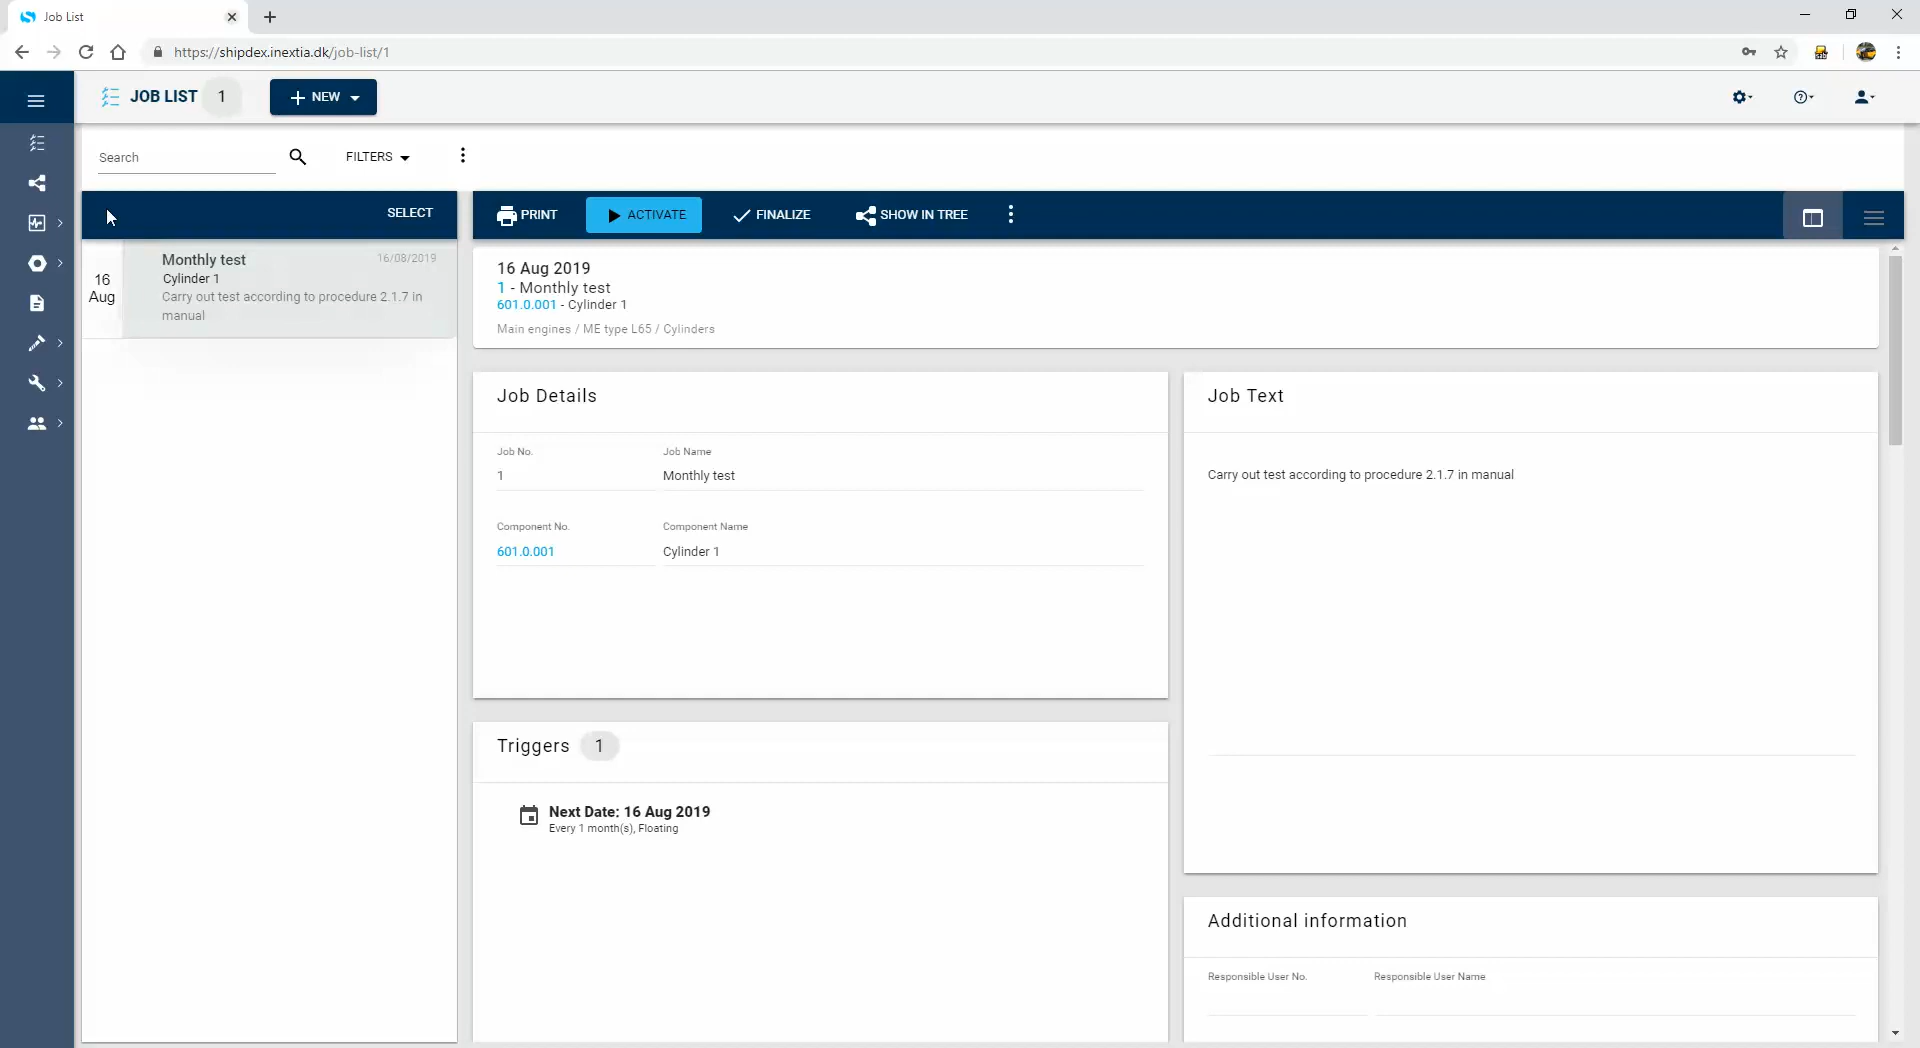 Job List
https://shipdex.inextia.dk/job-list/1
JOB LIST 1
NEW
Search
FILTERS
SELECT
PRINT
ACTIVATE
FINALIZE
SHOW IN TREE
16 Aug
Monthly test 16/08/2019
Cylinder 1
Carry out test according to procedure 2.1.7 in
manual
16 Aug 2019
1 - Monthly test
601.0.001 - Cylinder 1
Main engines / ME type L65 / Cylinders
Job Details
Job No. Job Name
1 Monthly test
Component No. Component Name
601.0.001 Cylinder 1
Job Text
Carry out test according to procedure 2.1.7 in manual
Triggers 1
Next Date: 16 Aug 2019
Every 1 month(s), Floating
Additional information
Responsible User No. Responsible User Name